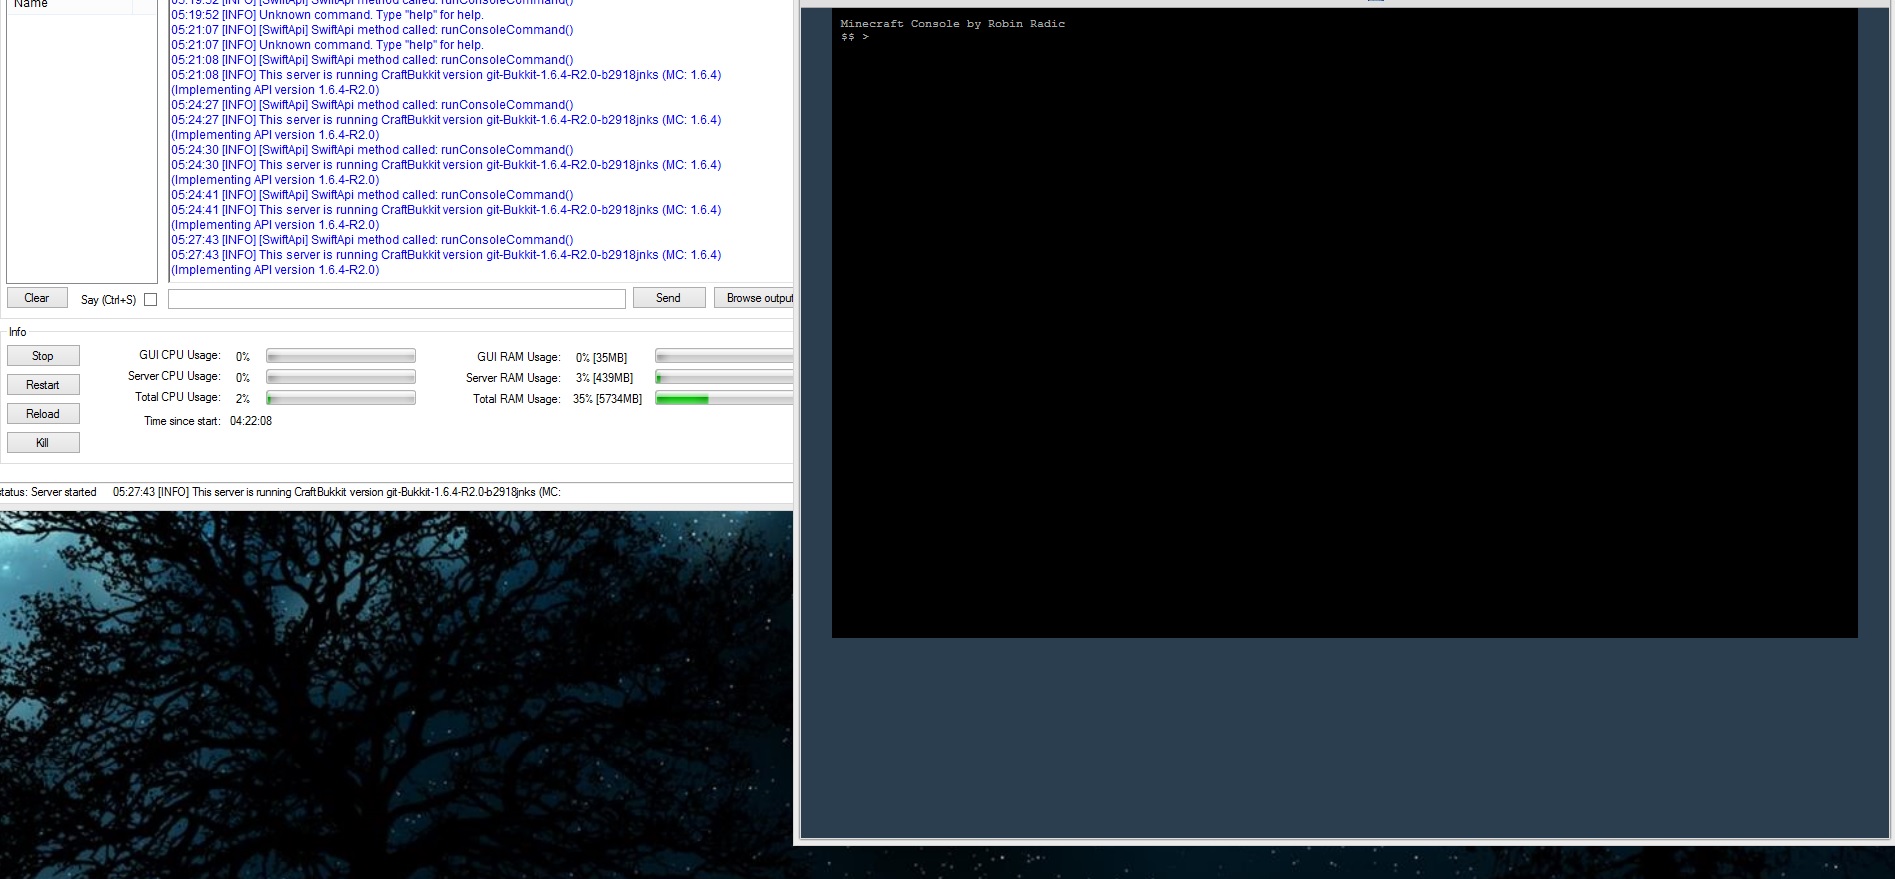 Name
05:19:52 [INFO] [SwiftApi] SwiftApi method called: runConsoleCommand()
05:19:52 [INFO] Unknown command. Type "help" for help.
05:21:07 [INFO] [SwiftApi] SwiftApi method called: runConsoleCommand()
05:21:07 [INFO] Unknown command. Type "help" for help.
05:21:08 [INFO] [SwiftApi] SwiftApi method called: runConsoleCommand()
05:21:08 [INFO] This server is running CraftBukkit version git-Bukkit-1.6.4-R2.0-b2918jnks (MC: 1.6.4)
(Implementing API version 1.6.4-R2.0)
05:24:27 [INFO] [SwiftApi] SwiftApi method called: runConsoleCommand()
05:24:27 [INFO] This server is running CraftBukkit version git-Bukkit-1.6.4-R2.0-b2918jnks (MC: 1.6.4)
(Implementing API version 1.6.4-R2.0)
05:24:30 [INFO] [SwiftApi] SwiftApi method called: runConsoleCommand()
05:24:30 [INFO] This server is running CraftBukkit version git-Bukkit-1.6.4-R2.0-b2918jnks (MC: 1.6.4)
(Implementing API version 1.6.4-R2.0)
05:24:41 [INFO] [SwiftApi] SwiftApi method called: runConsoleCommand()
05:24:41 [INFO] This server is running CraftBukkit version git-Bukkit-1.6.4-R2.0-b2918jnks (MC: 1.6.4)
(Implementing API version 1.6.4-R2.0)
05:27:43 [INFO] [SwiftApi] SwiftApi method called: runConsoleCommand()
05:27:43 [INFO] This server is running CraftBukkit version git-Bukkit-1.6.4-R2.0-b2918jnks (MC: 1.6.4)
(Implementing API version 1.6.4-R2.0)
Clear Say (Ctrl+S) Send Browse output
Info
Stop GUI CPU Usage: 0% GUI RAM Usage: 0% [35MB]
Server CPU Usage: 0% Server RAM Usage: 3% [439MB]
Restart
Total CPU Usage: 2% Total RAM Usage: 35% [5734MB]
Reload Time since start: 04:22:08
Kill
tatus: Server started 05:27:43 [INFO] This server is running CraftBukkit version git-Bukkit-1.6.4-R2.0-b2918jnks (MC:
Minecraft Console by Robin Radic
$$ >